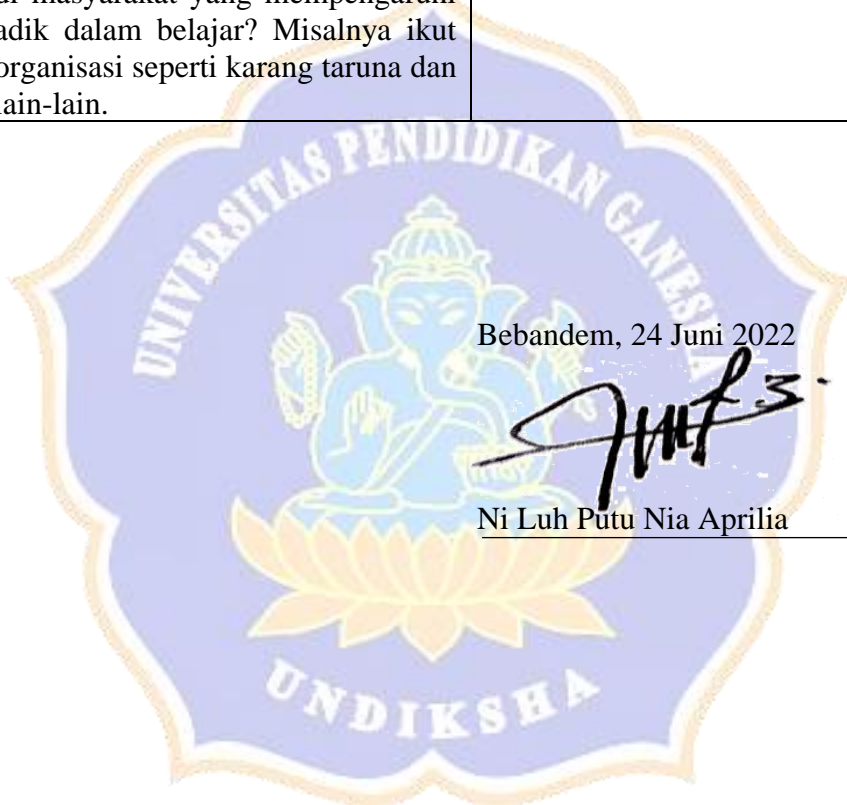 di masyarakat yang mempengaruhi
adik dalam belajar? Misalnya ikut
organisasi seperti karang taruna dan
lain-lain.
UNIVERSITAS PENDIDIKAN GANESHA
Bebandem, 24 Juni 2022
Ni Luh Putu Nia Aprilia
UNDIKSHA